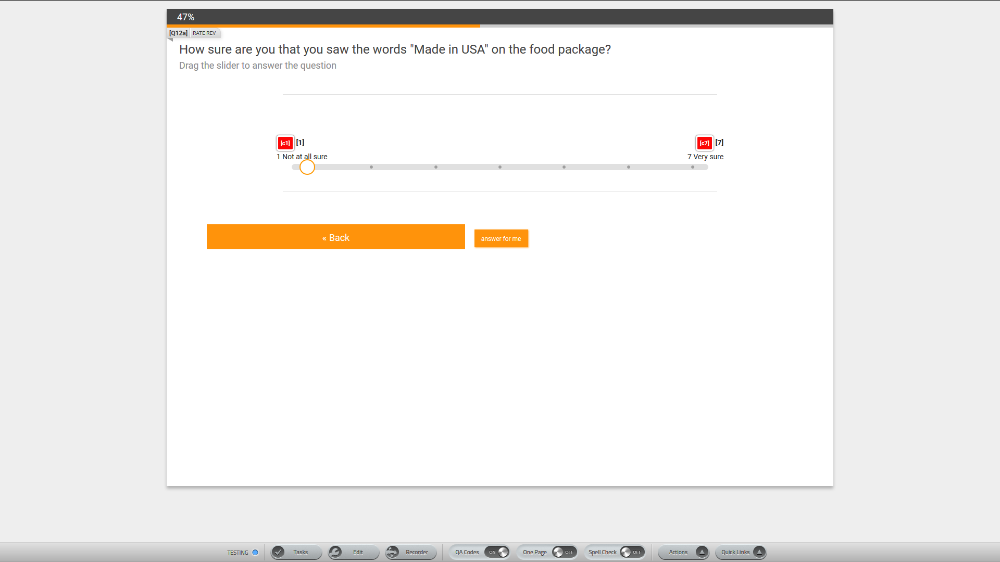 47%
[Q12a] RATE REV
How sure are you that you saw the words "Made in USA" on the food package?
Drag the slider to answer the question
[c1] [1] [c7] [7]
1 Not at all sure 7 Very sure
« Back answer for me
TESTING Tasks Edit Recorder QA Codes ON One Page OFF Spell Check OFF Actions Quick Links